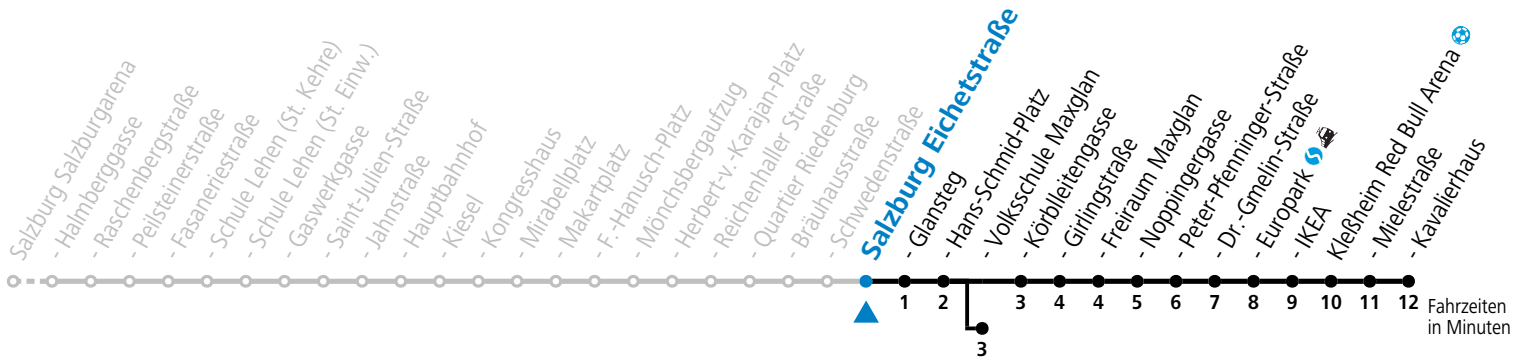 Salzburg Salzburgarena
- Halmberggasse
- Raschenbergstraße
- Peilsteinerstraße
- Fasaneriestraße
- Schule Lehen (St. Kehre)
- Schule Lehen (St. Einw.)
- Gaswerkgasse
- Saint-Julien-Straße
- Jahnstraße
- Hauptbahnhof
- Kiesel
- Kongresshaus
- Mirabellplatz
- Makartplatz
- F.-Hanusch-Platz
- Mönchsbergaufzug
- Herbert-v.-Karajan-Platz
- Reichenhaller Straße
- Quartier Riedenburg
- Bräuhausstraße
- Schwedenstraße
Salzburg Eichetstraße
- Glansteg
- Hans-Schmid-Platz
- Volksschule Maxglan
- Körblleitengasse
- Girlingstraße
- Freiraum Maxglan
- Noppingergasse
- Peter-Pfenninger-Straße
- Dr.-Gmelin-Straße
- Europark
- IKEA
Kleßheim Red Bull Arena
- Mielestraße
- Kavalierhaus
1 2 3 4 4 5 6 7 8 9 10 11 12 Fahrzeiten
in Minuten
3